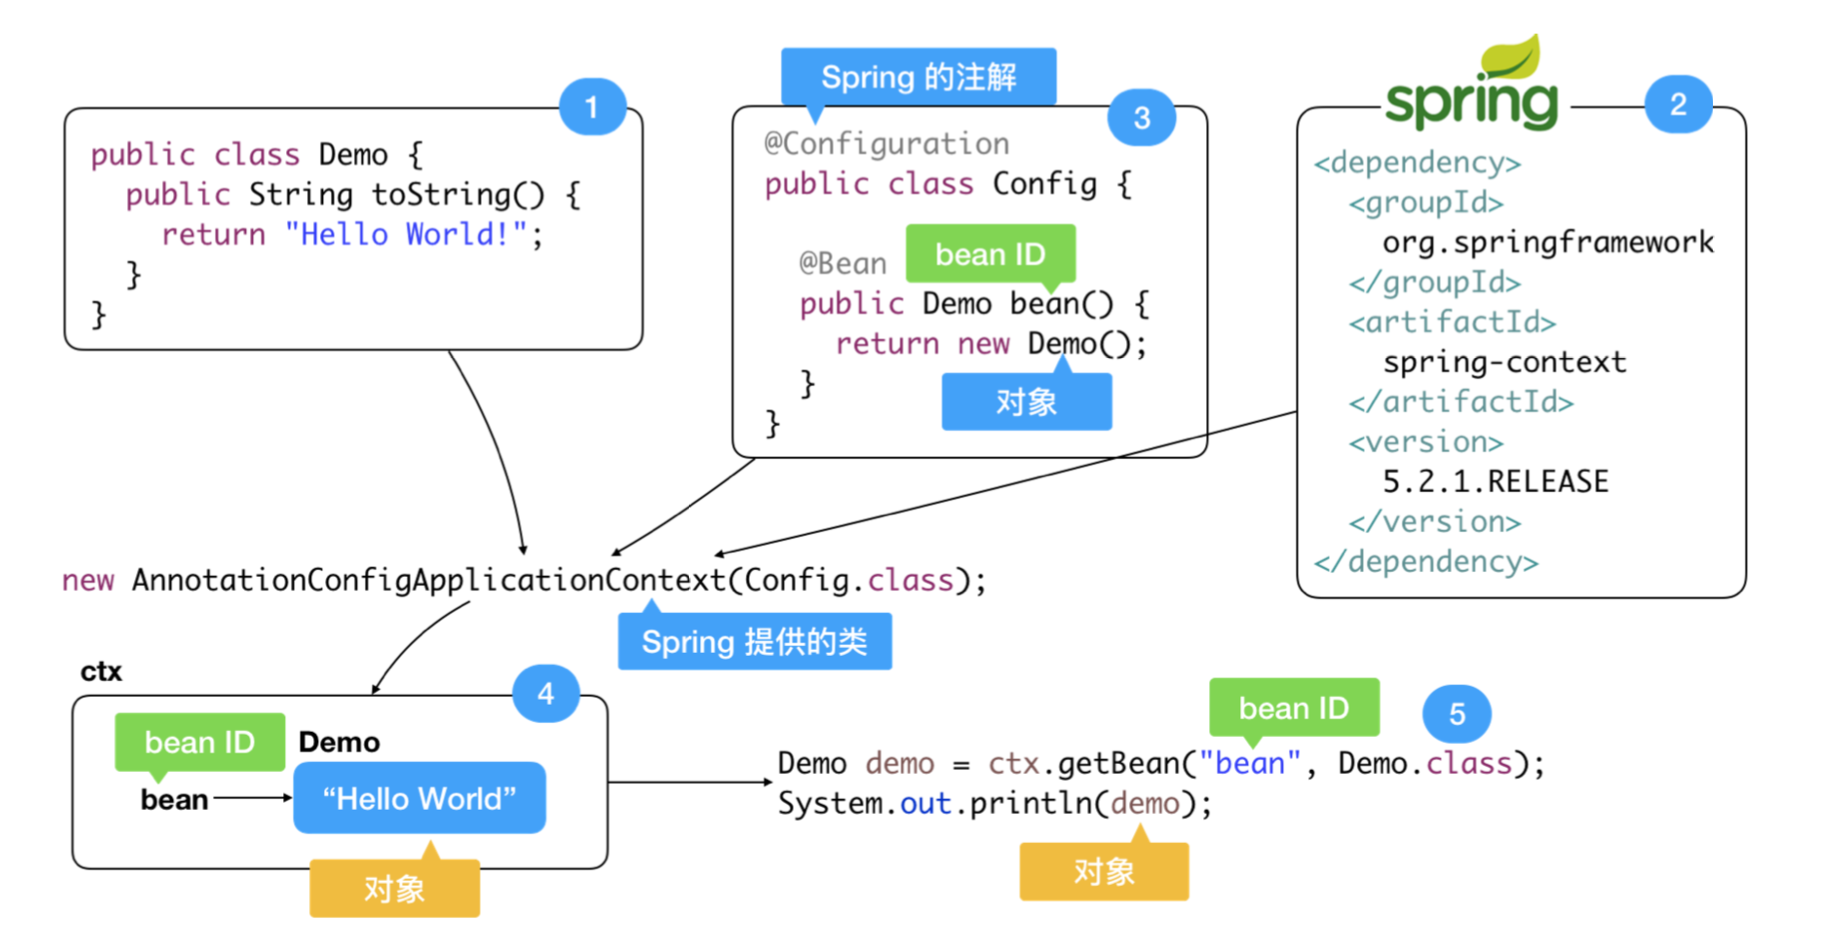 1
public class Demo {
public String toString() {
return "Hello World!";
}
}
Spring 的注解
3
@Configuration
public class Config {
bean ID
@Bean
public Demo bean() {
return new Demo();
}
对象
}
spring
2
<dependency>
<groupId>
org.springframework
</groupId>
<artifactId>
spring-context
</artifactId>
<version>
5.2.1.RELEASE
</version>
</dependency>
new AnnotationConfigApplicationContext(Config.class);
Spring 提供的类
ctx
4
bean ID
Demo
bean
“Hello World”
对象
bean ID
5
Demo demo = ctx.getBean("bean", Demo.class);
System.out.println(demo);
对象